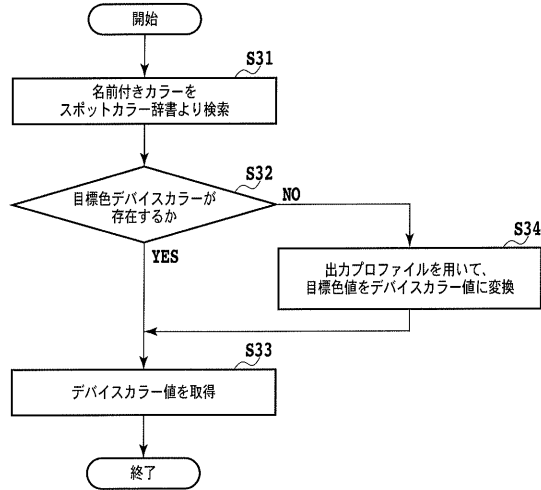 開始
S31
名前付きカラーを
スポットカラー辞書より検索
S32
目標色デバイスカラーが
存在するか
NO
YES
S34
出力プロファイルを用いて、
目標色値をデバイスカラー値に変換
S33
デバイスカラー値を取得
終了